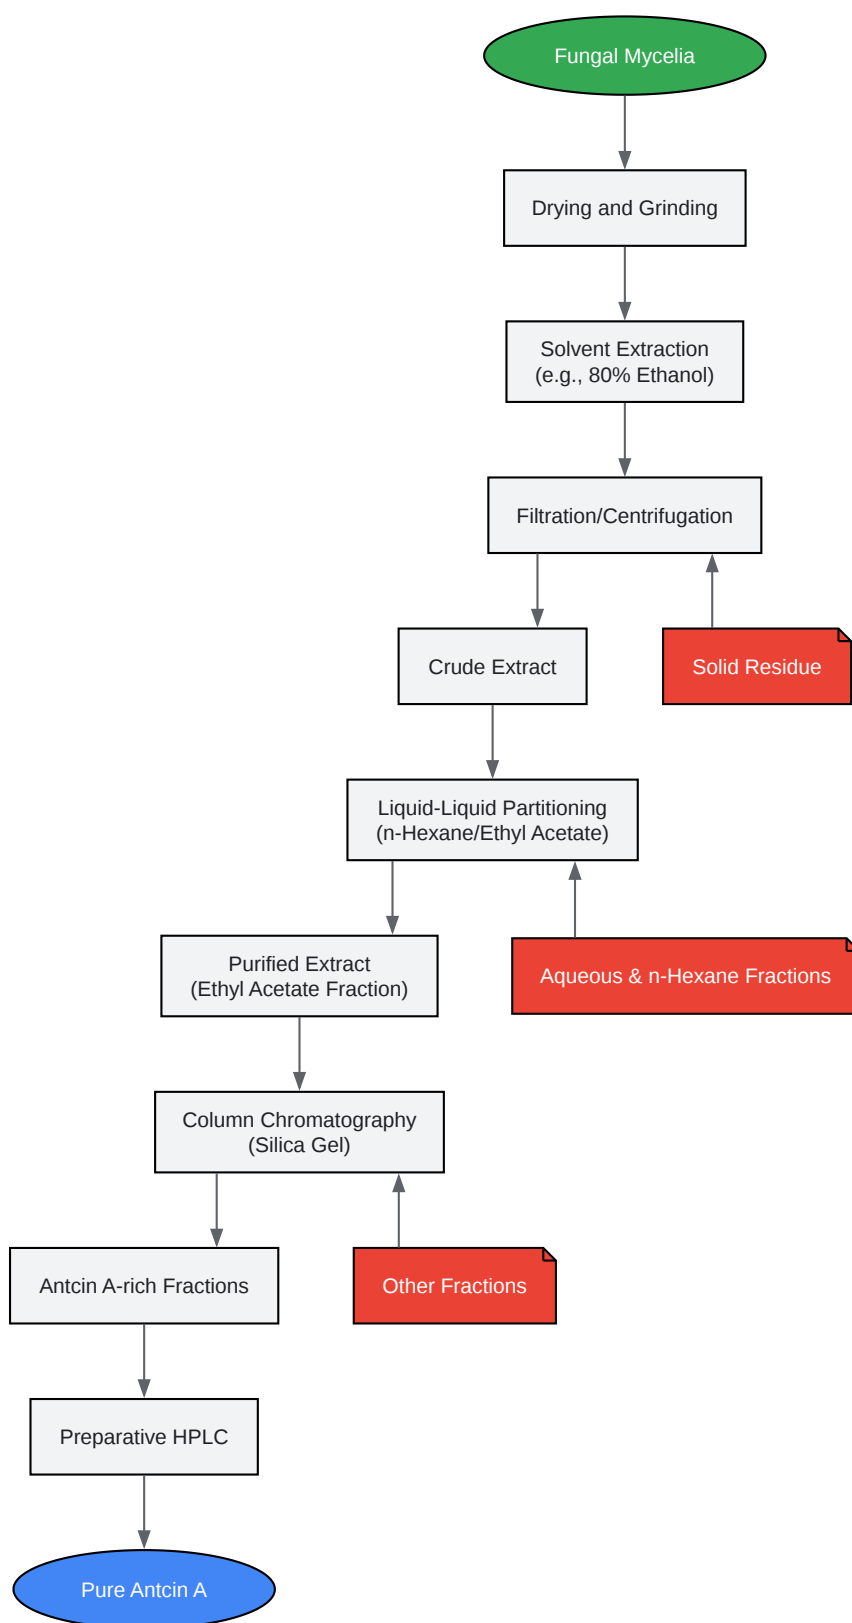 Fungal Mycelia
Drying and Grinding
Solvent Extraction
(e.g., 80% Ethanol)
Filtration/Centrifugation
Crude Extract
Solid Residue
Liquid-Liquid Partitioning
(n-Hexane/Ethyl Acetate)
Purified Extract
(Ethyl Acetate Fraction)
Aqueous & n-Hexane Fractions
Column Chromatography
(Silica Gel)
Antcin A-rich Fractions
Other Fractions
Preparative HPLC
Pure Antcin A